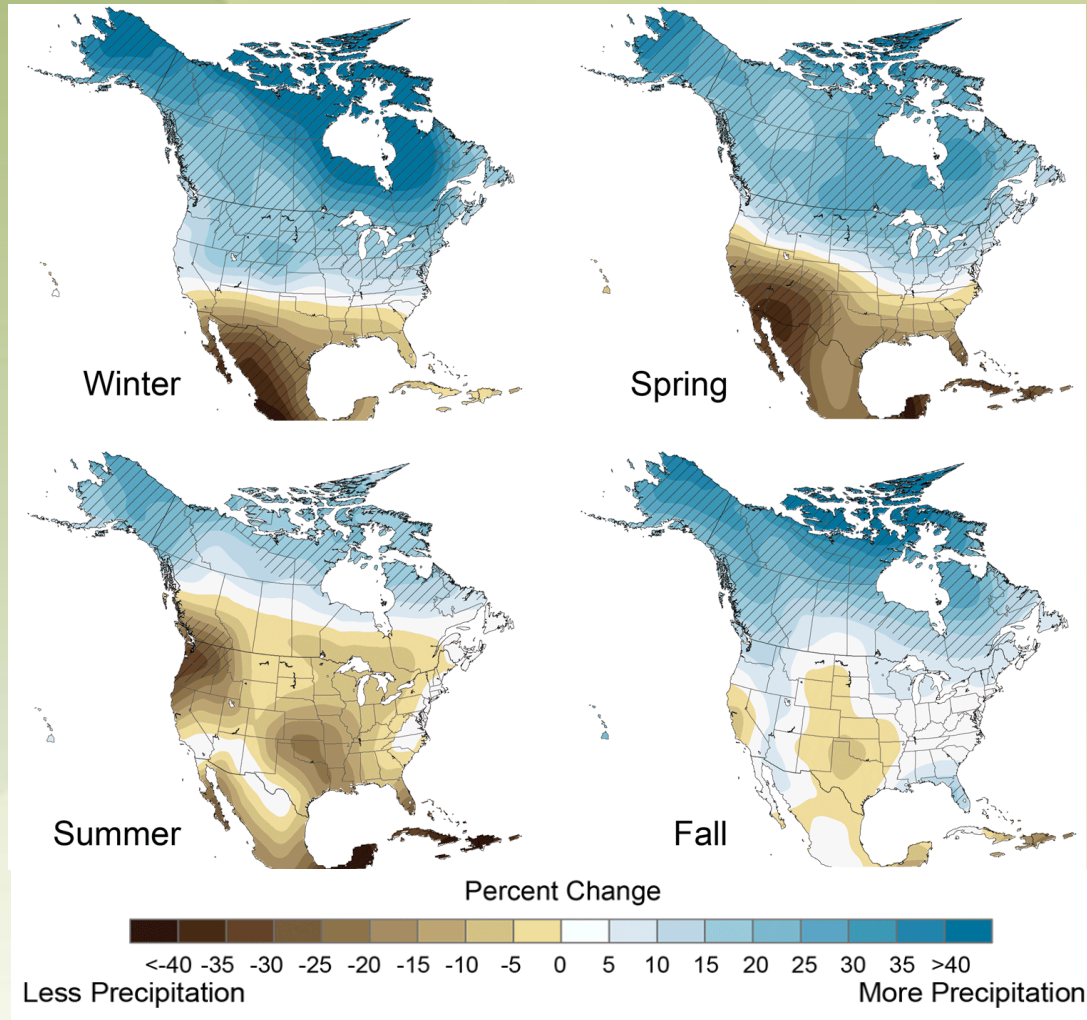 Winter
Spring
Summer
Fall
Percent Change
<-40 -35 -30 -25 -20 -15 -10 -5 0 5 10 15 20 25 30 35 >40
Less Precipitation More Precipitation